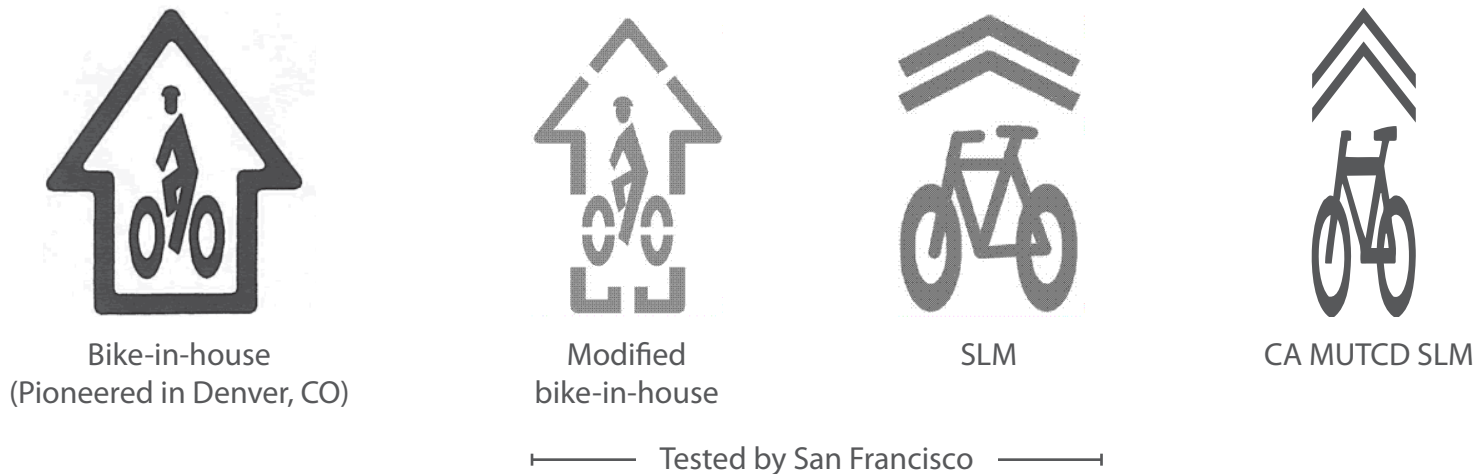 Bike-in-house
(Pioneered in Denver, CO)
Modified
bike-in-house
SLM
CA MUTCD SLM
Tested by San Francisco